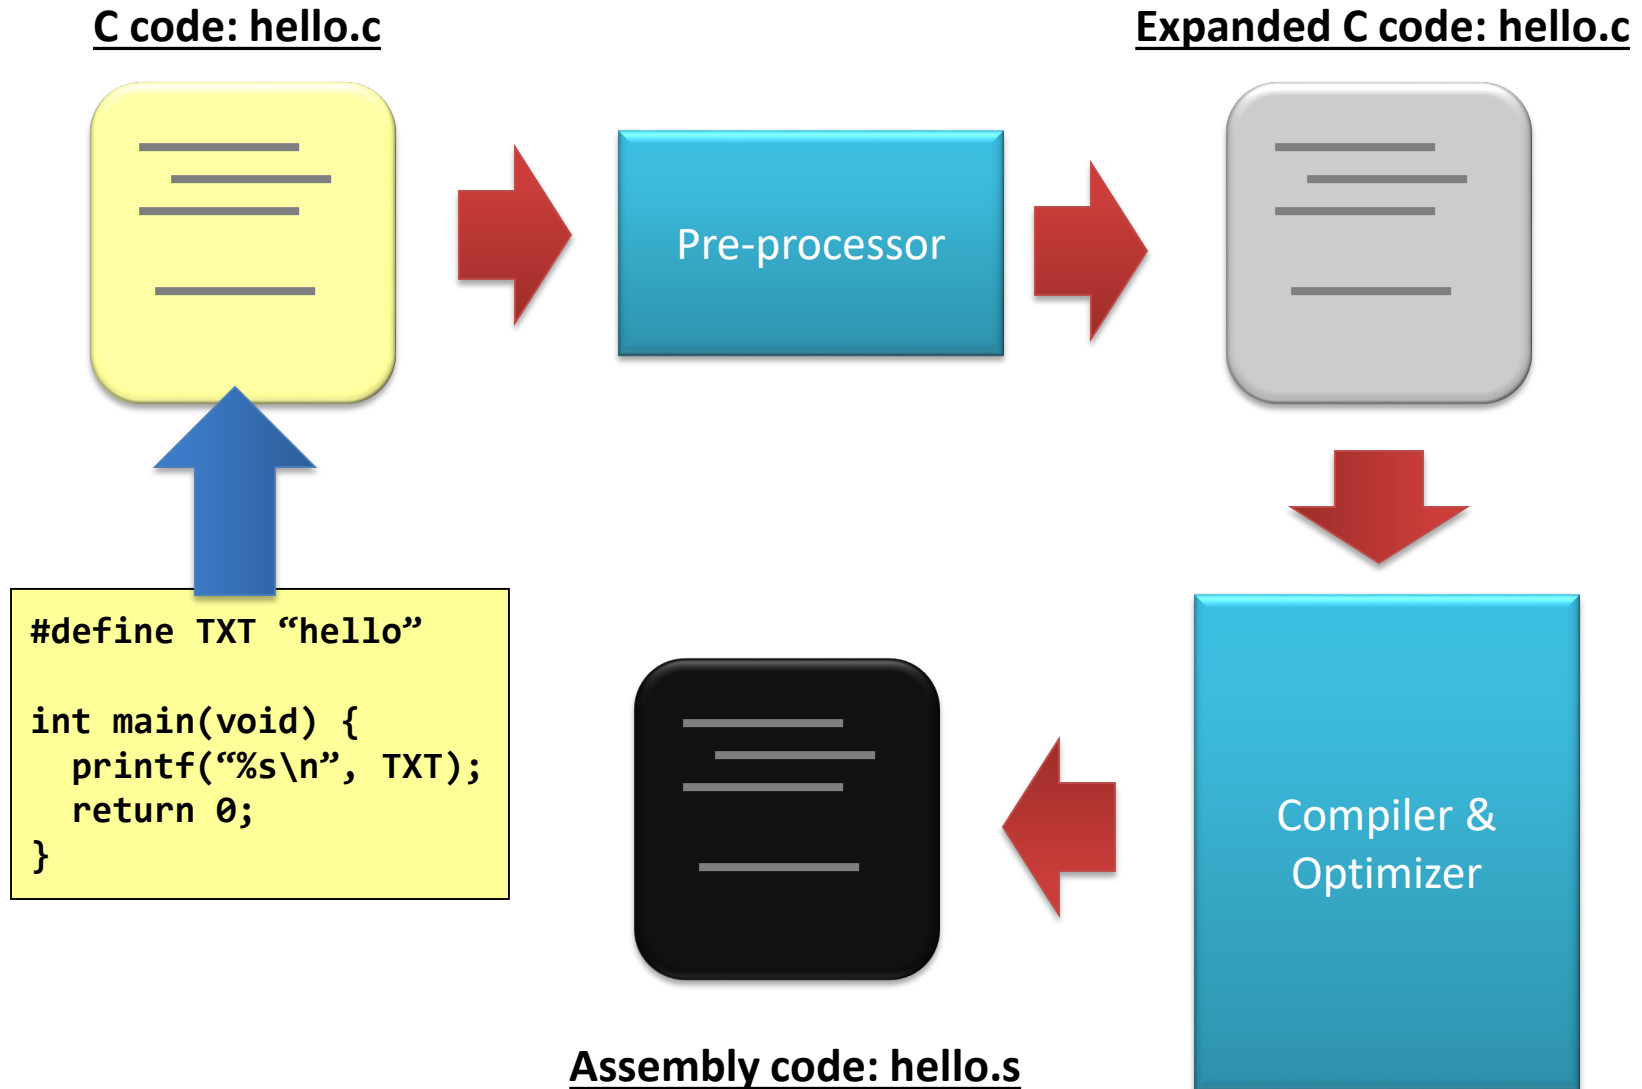 C code: hello.c
Expanded C code: hello.c
Pre-processor
#define TXT “hello”
int main(void) {
  printf(“%s\n”, TXT);
  return 0;
}
Compiler &
Optimizer
Assembly code: hello.s